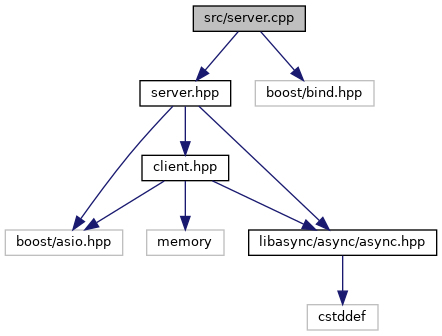 src/server.cpp
server.hpp
boost/bind.hpp
client.hpp
boost/asio.hpp
memory
libasync/async/async.hpp
cstddef